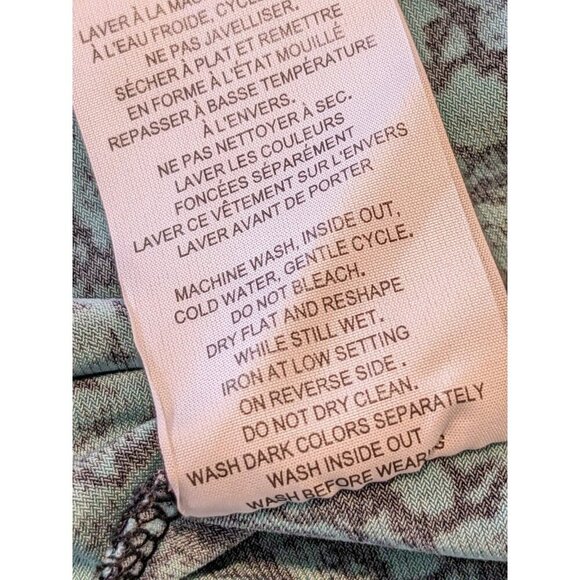 LAVER À LA MAC
À L'EAU FROIDE, CYCLE
NE PAS JAVELLISER.
SÉCHER À PLAT ET REMETTRE
EN FORME À L'ÉTAT MOUILLÉ
REPASSER À BASSE TEMPÉRATURE
À L'ENVERS.
NE PAS NETTOYER À SEC.
LAVER LES COULEURS
FONCÉES SÉPARÉMENT
LAVER CE VÊTEMENT SUR L'ENVERS
LAVER AVANT DE PORTER
MACHINE WASH, INSIDE OUT,
COLD WATER, GENTLE CYCLE.
DO NOT BLEACH.
DRY FLAT AND RESHAPE
WHILE STILL WET.
IRON AT LOW SETTING
ON REVERSE SIDE .
DO NOT DRY CLEAN.
WASH DARK COLORS SEPARATELY
WASH INSIDE OUT
WASH BEFORE WEARING